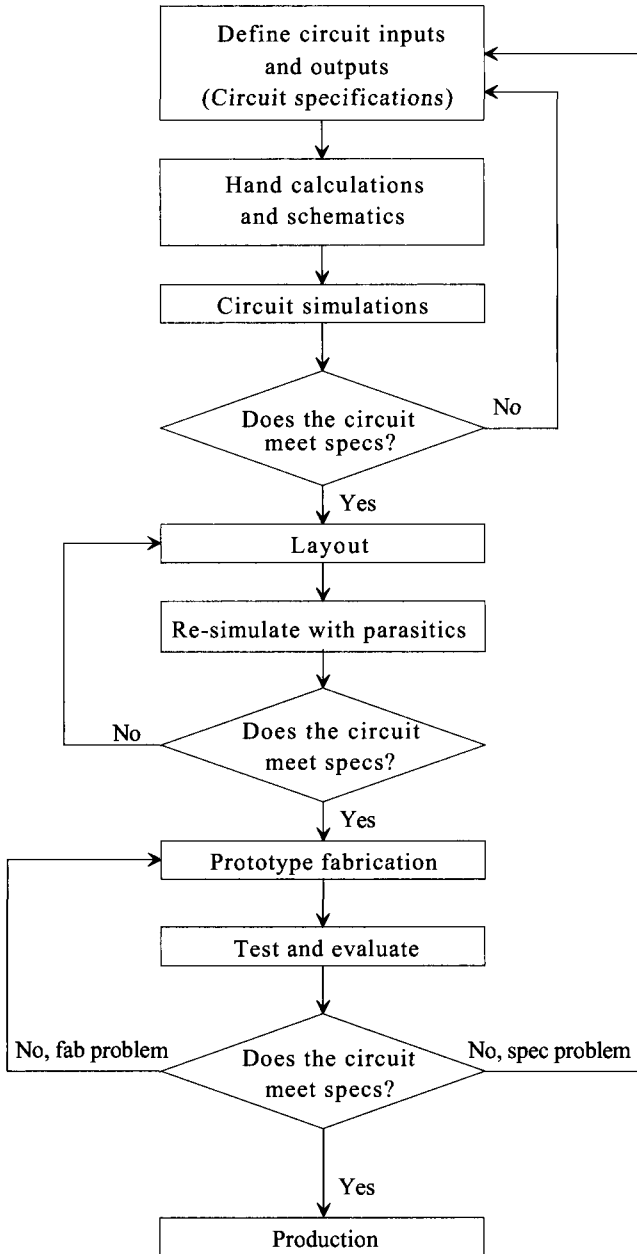 Define circuit inputs
and outputs
(Circuit specifications)
Hand calculations
and schematics
Circuit simulations
Does the circuit
meet specs?
No
Yes
Layout
Re-simulate with parasitics
Does the circuit
meet specs?
No
Yes
Prototype fabrication
Test and evaluate
No, fab problem
Does the circuit
meet specs?
No, spec problem
Yes
Production